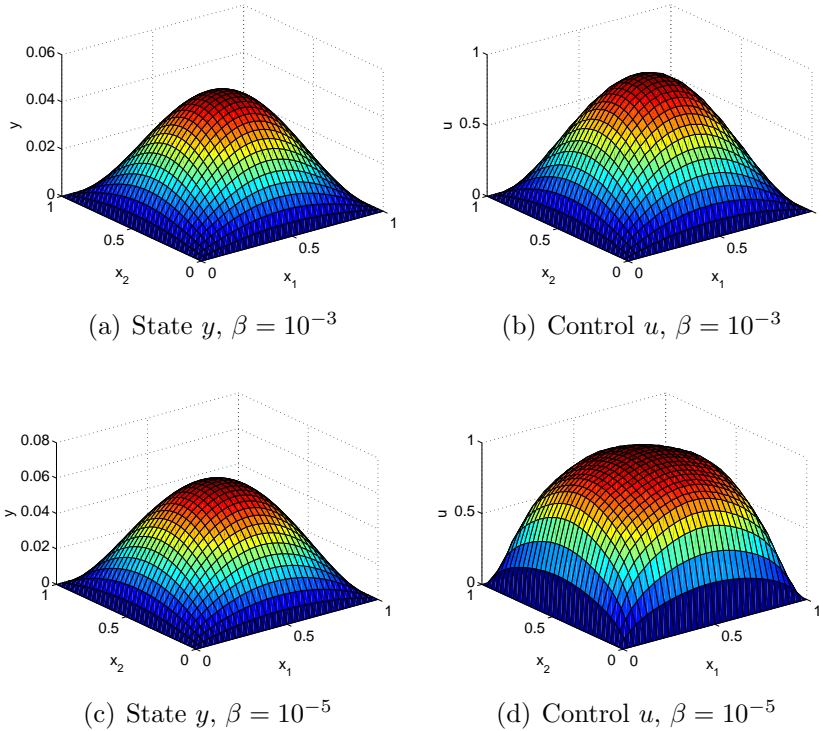 0.06
0.04
0.02
0
1
0.5
0
0
0.5
1
y
x2
x1
(a) State y, β = 10−3
1
0.5
0
1
0.5
0
0
0.5
1
u
x2
x1
(b) Control u, β = 10−3
0.08
0.06
0.04
0.02
0
1
0.5
0
0
0.5
1
y
x2
x1
(c) State y, β = 10−5
1
0.5
0
1
0.5
0
0
0.5
1
u
x2
x1
(d) Control u, β = 10−5